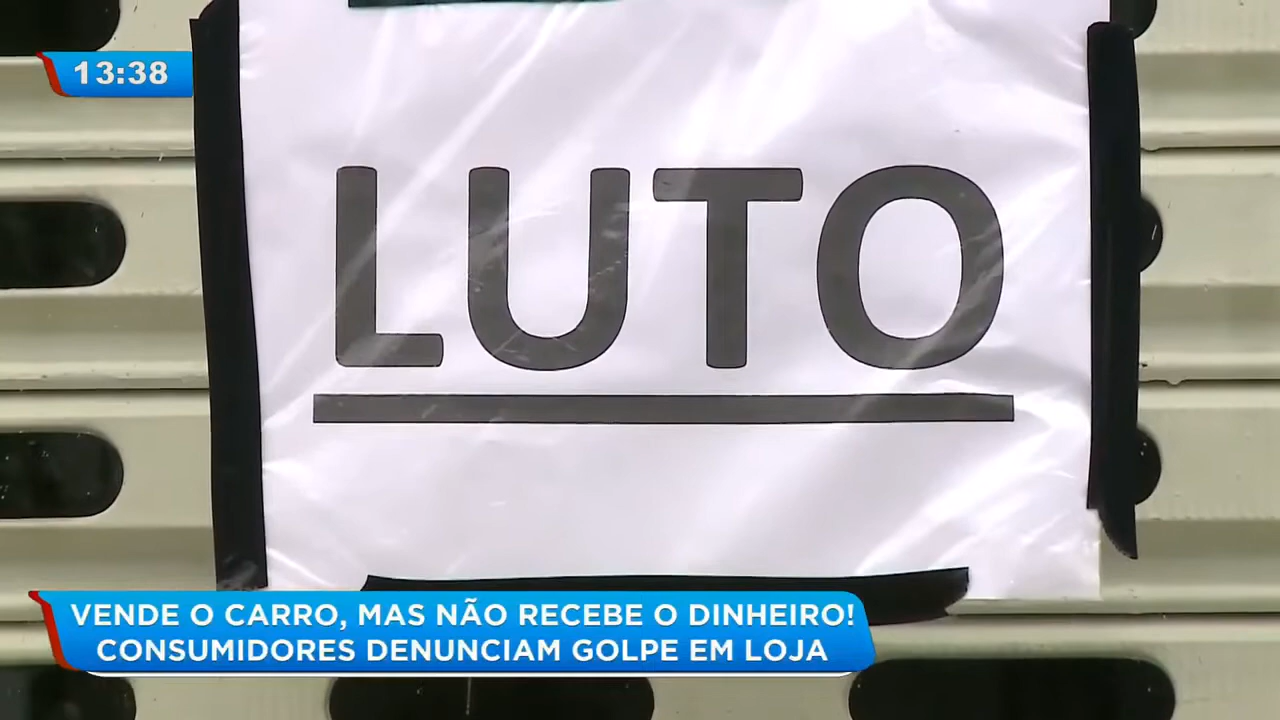 13:38
LUTO
VENDE O CARRO, MAS NÃO RECEBE O DINHEIRO!
CONSUMIDORES DENUNCIAM GOLPE EM LOJA